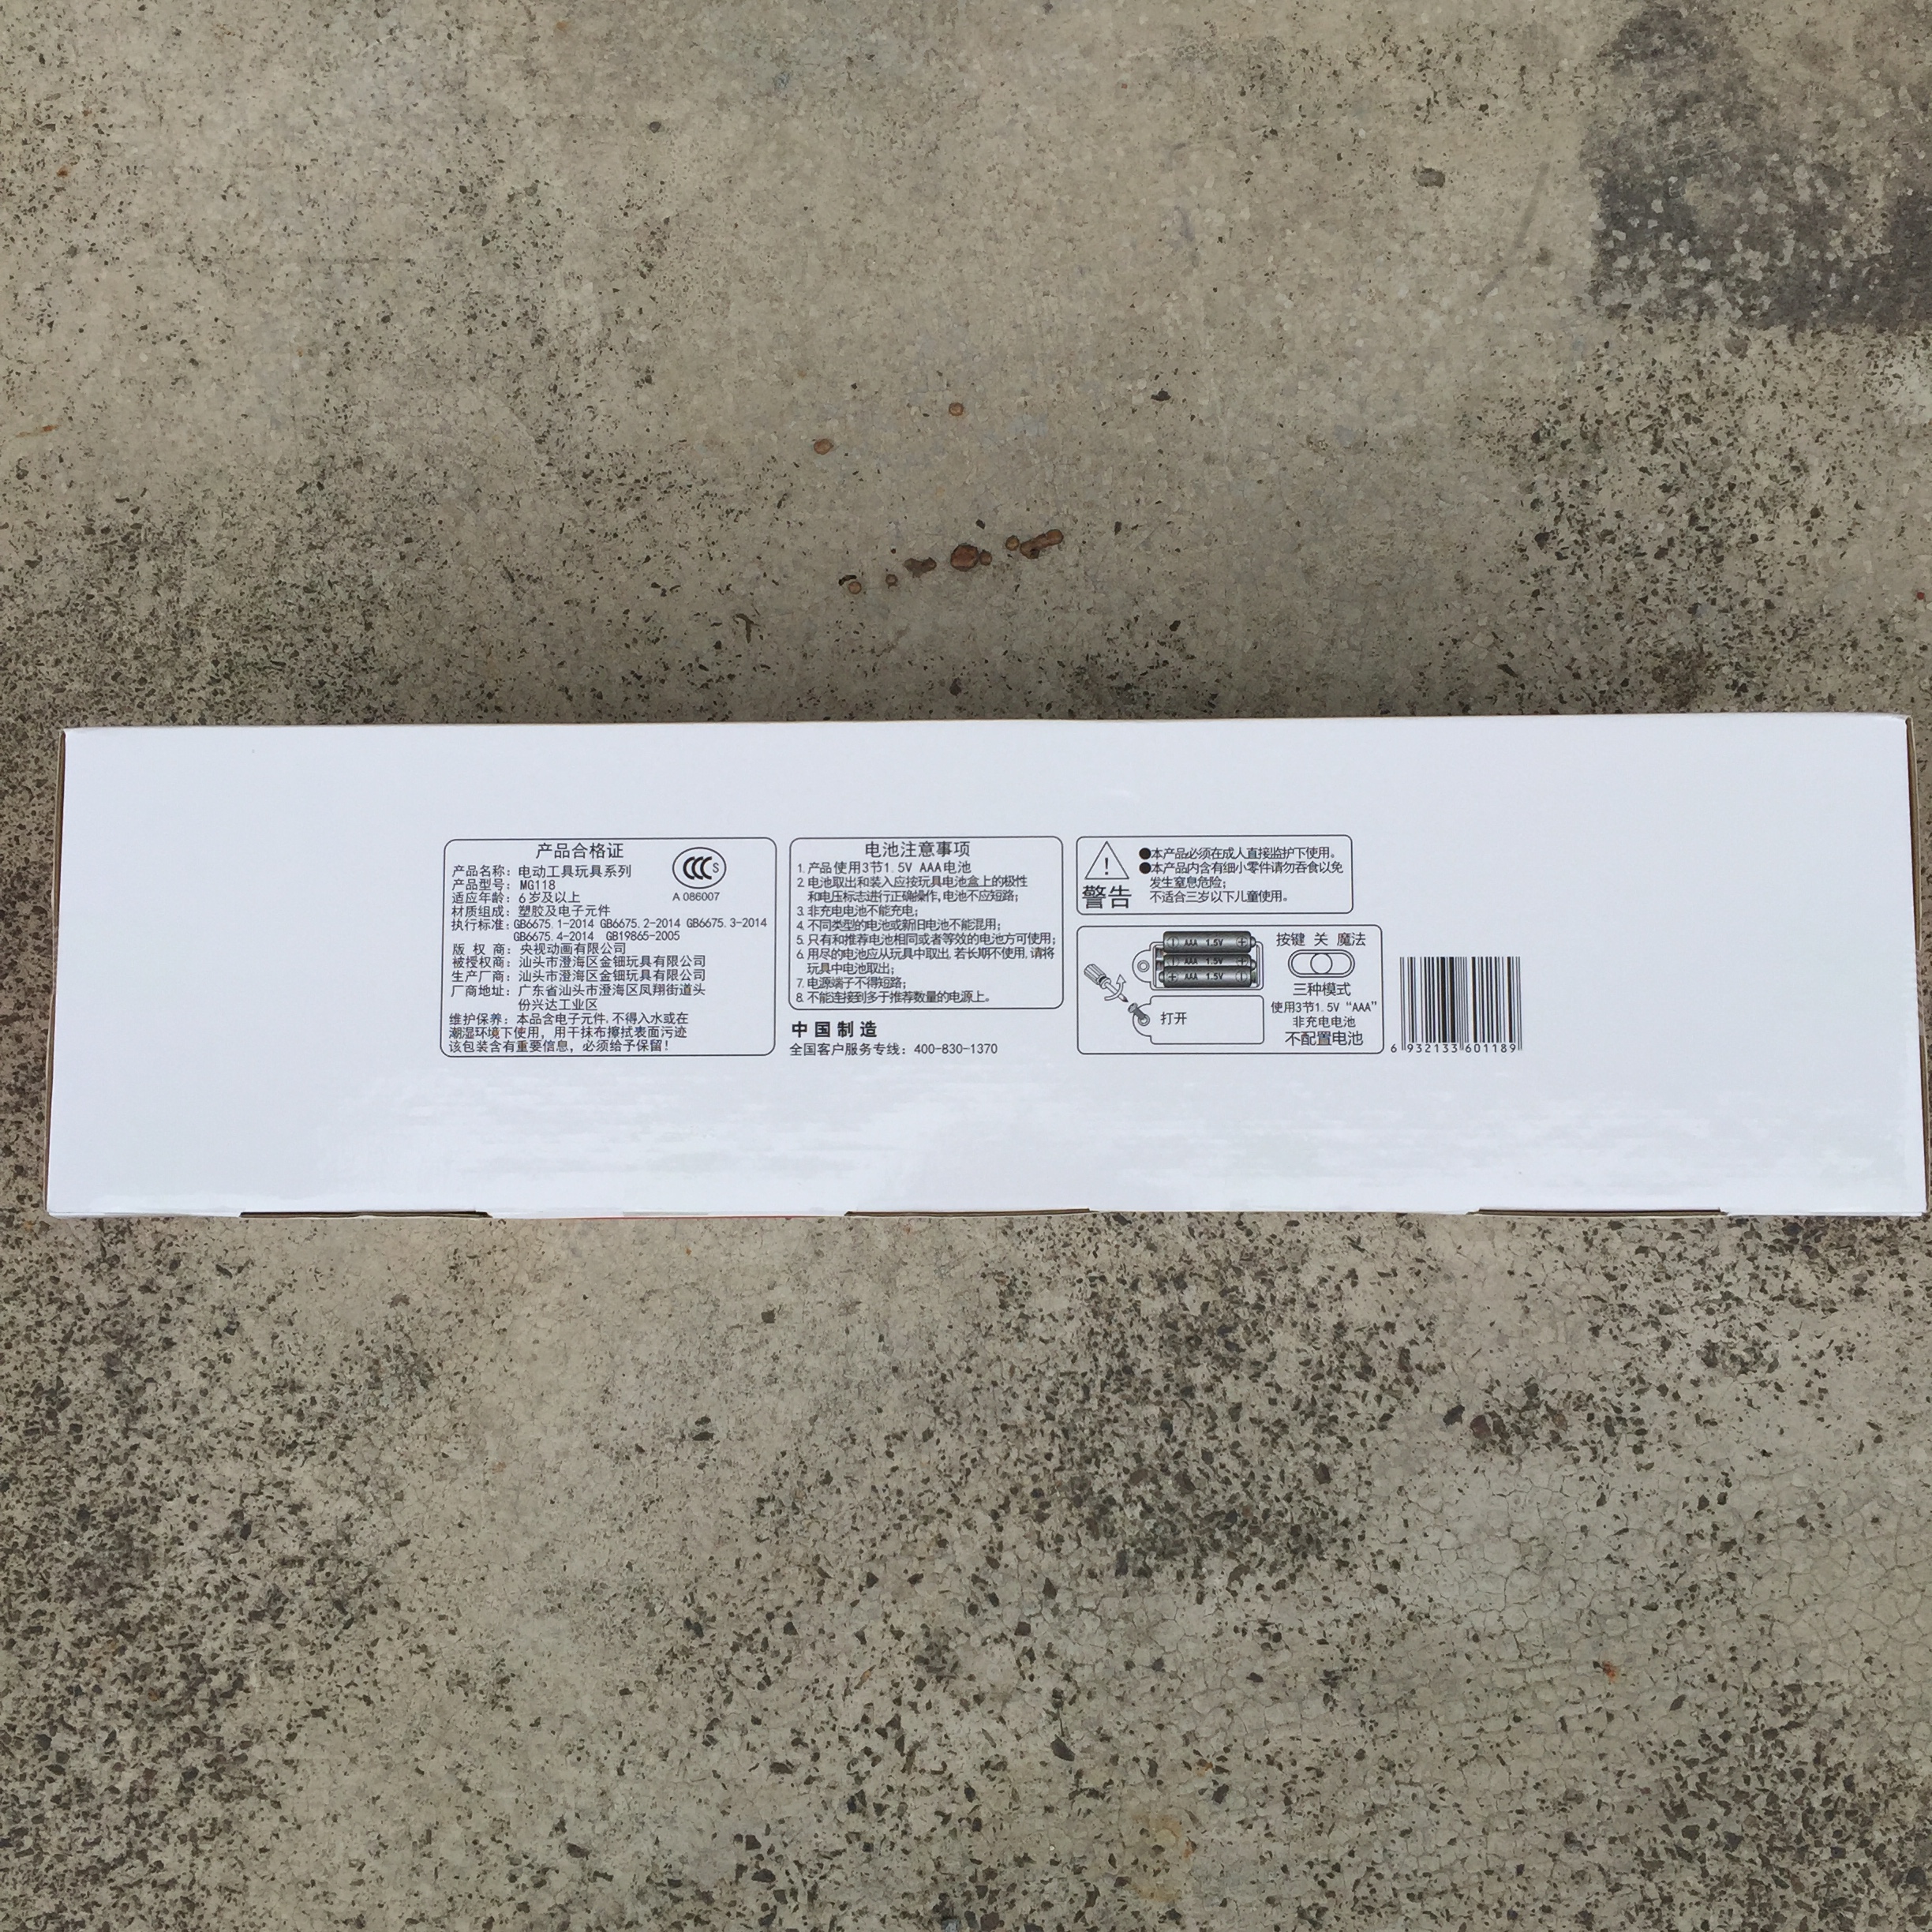 产品合格证
产品名称：电动工具玩具系列
产品型号：MG118
适应年龄：6岁及以上
材质组成：塑胶及电子元件
执行标准：GB6675.1-2014 GB6675.2-2014 GB6675.3-2014
GB6675.4-2014 GB19865-2005
版 权 商：央视动画有限公司
被授权商：汕头市澄海区金钿玩具有限公司
生产厂商：汕头市澄海区金钿玩具有限公司
厂商地址：广东省汕头市澄海区凤翔街道头
份兴达工业区
维护保养：本品含电子元件,不得入水或在
潮湿环境下使用，用干抹布擦拭表面污迹
该包装含有重要信息，必须给予保留！
CCC S
A 086007
电池注意事项
1.产品使用3节1.5V AAA电池
2.电池取出和装入应按玩具电池盒上的极性
和电压标志进行正确操作,电池不应短路；
3.非充电电池不能充电；
4.不同类型的电池或新旧电池不能混用；
5.只有和推荐电池相同或者等效的电池方可使用；
6.用尽的电池应从玩具中取出,若长期不使用,请将
玩具中电池取出；
7.电源端子不得短路；
8.不能连接到多于推荐数量的电源上。
中国制造
全国客户服务专线：400-830-1370
警告
●本产品必须在成人直接监护下使用。
●本产品内含有细小零件请勿吞食以免
发生窒息危险；
不适合三岁以下儿童使用。
AAA 1.5V
AAA 1.5V
AAA 1.5V
打开
按键 关 魔法
三种模式
使用3节1.5V “AAA”
非充电电池
不配置电池
6 932133 601189